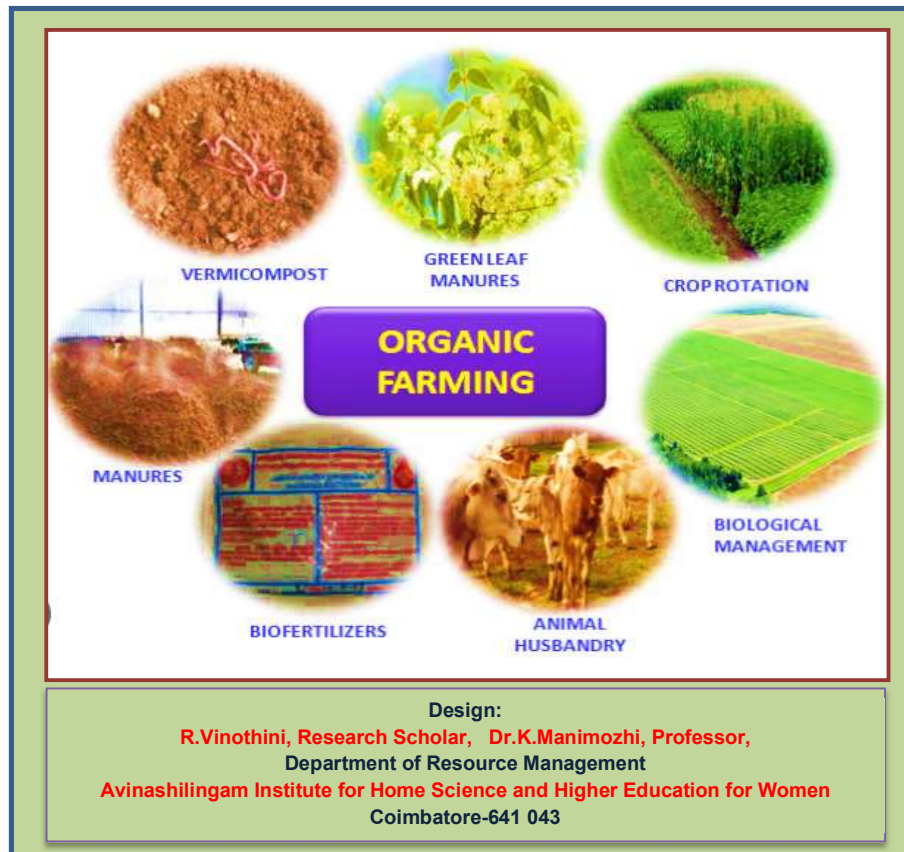 VERMICOMPOST
GREEN LEAF
MANURES
CROP ROTATION
ORGANIC
FARMING
MANURES
BIOLOGICAL
MANAGEMENT
BIOFERTILIZERS
ANIMAL
HUSBANDRY
Design:
R.Vinothini, Research Scholar, Dr.K.Manimozhi, Professor,
Department of Resource Management
Avinashilingam Institute for Home Science and Higher Education for Women
Coimbatore-641 043